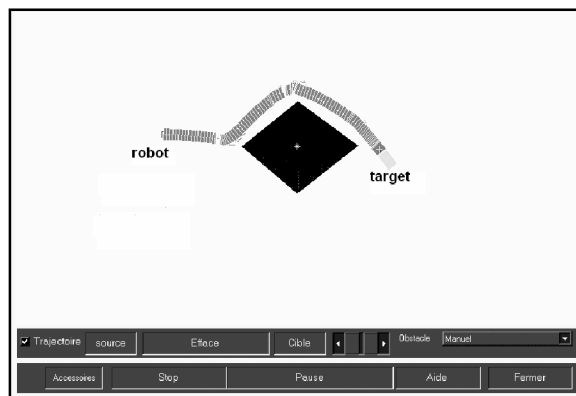 robot
target
Trajectoire source Efface Cible Obstacle Manuel
Accessoires Stop Pause Aide Fermer